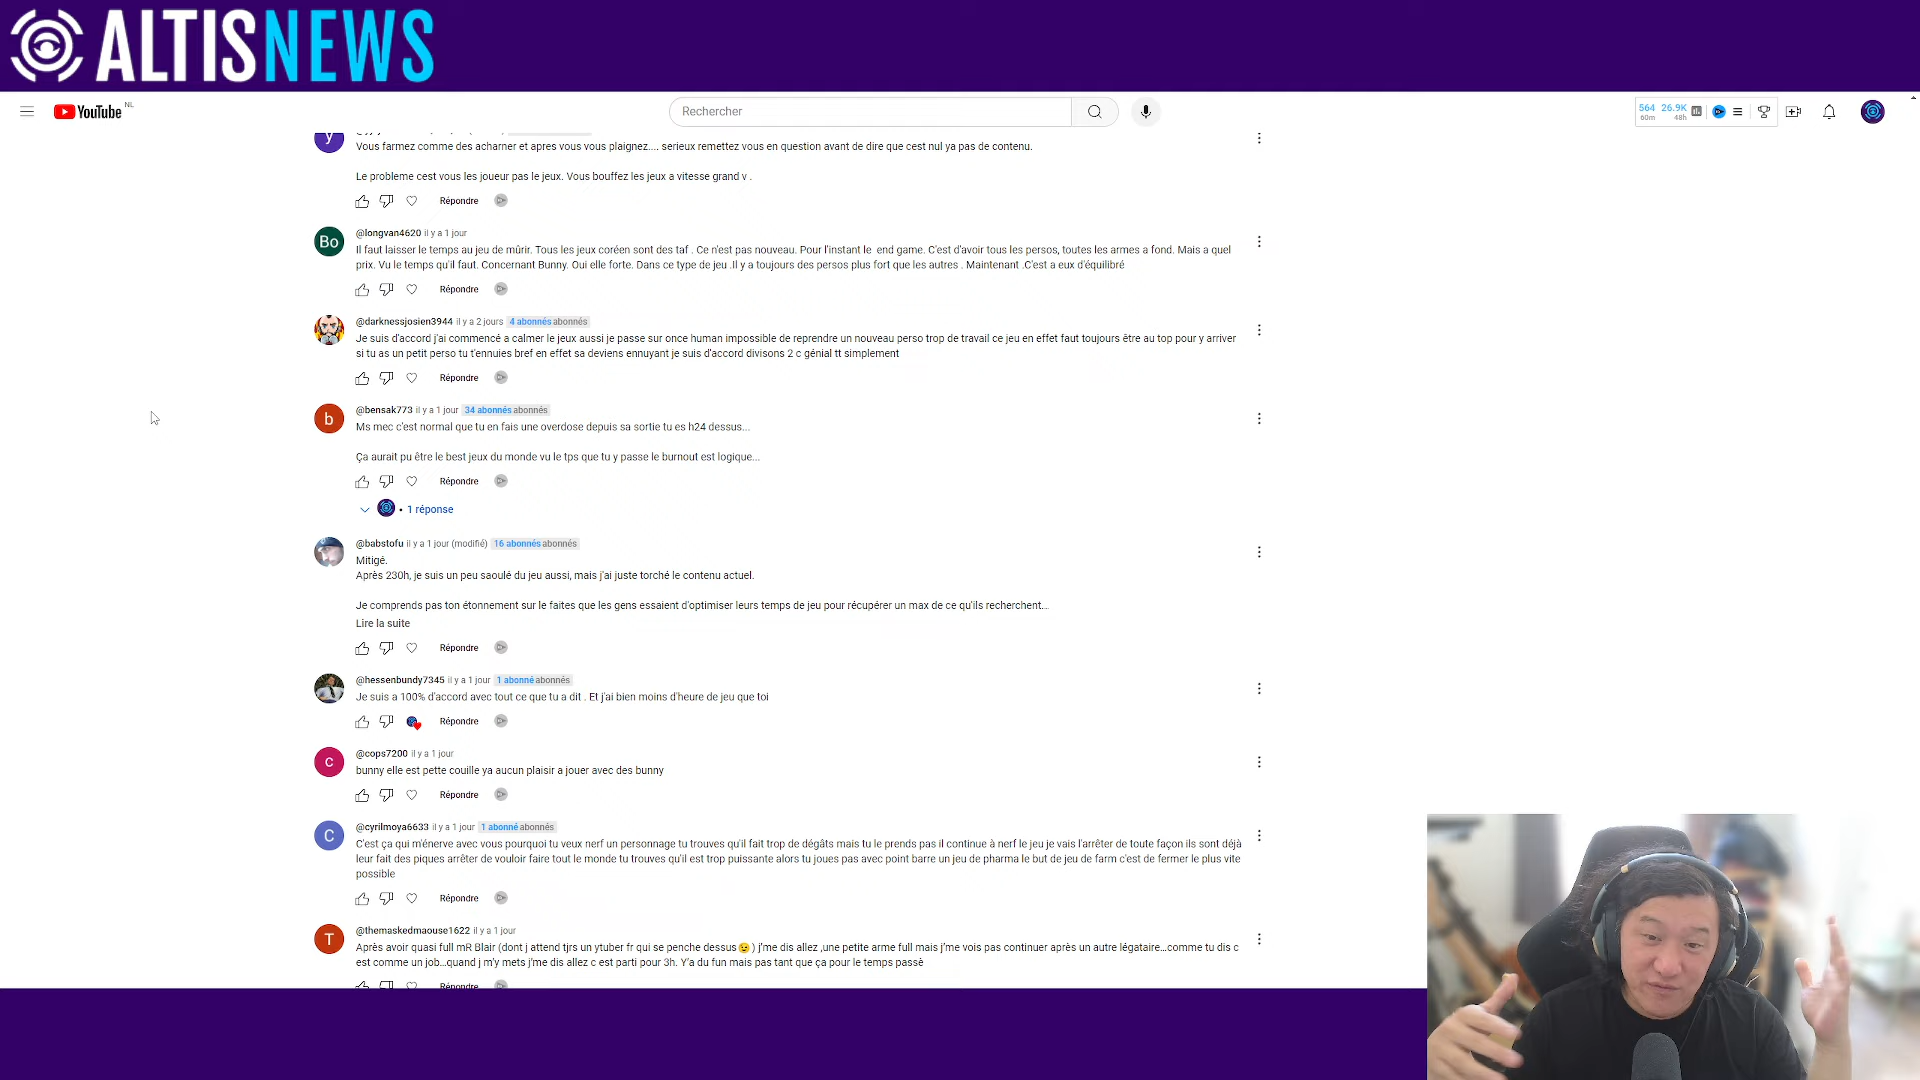 ALTISNEWS
YouTube NL
Rechercher
564 26.9K
60m 48h
y
Vous farmez comme des acharner et apres vous vous plaignez.... serieux remettez vous en question avant de dire que cest nul ya pas de contenu.
Le probleme cest vous les joueur pas le jeux. Vous bouffez les jeux a vitesse grand v .
Répondre
Bo
@longvan4620 il y a 1 jour
Il faut laisser le temps au jeu de mûrir. Tous les jeux coréen sont des taf . Ce n'est pas nouveau. Pour l'instant le end game. C'est d'avoir tous les persos, toutes les armes a fond. Mais a quel
prix. Vu le temps qu'il faut. Concernant Bunny. Oui elle forte. Dans ce type de jeu .Il y a toujours des persos plus fort que les autres . Maintenant .C'est a eux d'équilibré
Répondre
@darknessjosien3944 il y a 2 jours 4 abonnés abonnés
Je suis d'accord j'ai commencé a calmer le jeux aussi je passe sur once human impossible de reprendre un nouveau perso trop de travail ce jeu en effet faut toujours être au top pour y arriver
si tu as un petit perso tu t'ennuies bref en effet sa deviens ennuyant je suis d'accord divisons 2 c génial tt simplement
Répondre
b
@bensak773 il y a 1 jour 34 abonnés abonnés
Ms mec c'est normal que tu en fais une overdose depuis sa sortie tu es h24 dessus...
Ça aurait pu être le best jeux du monde vu le tps que tu y passe le burnout est logique...
Répondre
• 1 réponse
@babstofu il y a 1 jour (modifié) 16 abonnés abonnés
Mitigé.
Après 230h, je suis un peu saoulé du jeu aussi, mais j'ai juste torché le contenu actuel.
Je comprends pas ton étonnement sur le faites que les gens essaient d'optimiser leurs temps de jeu pour récupérer un max de ce qu'ils recherchent...
Lire la suite
Répondre
@hessenbundy7345 il y a 1 jour 1 abonné abonnés
Je suis a 100% d'accord avec tout ce que tu a dit . Et j'ai bien moins d'heure de jeu que toi
Répondre
c
@cops7200 il y a 1 jour
bunny elle est pette couille ya aucun plaisir a jouer avec des bunny
Répondre
C
@cyrilmoya6633 il y a 1 jour 1 abonné abonnés
C'est ça qui m'énerve avec vous pourquoi tu veux nerf un personnage tu trouves qu'il fait trop de dégâts mais tu le prends pas il continue à nerf le jeu je vais l'arrêter de toute façon ils sont déjà
leur fait des piques arrêter de vouloir faire tout le monde tu trouves qu'il est trop puissante alors tu joues pas avec point barre un jeu de pharma le but de jeu de farm c'est de fermer le plus vite
possible
Répondre
T
@themaskedmaouse1622 il y a 1 jour
Après avoir quasi full mR Blair (dont j attend tjrs un ytuber fr qui se penche dessus😉) j'me dis allez ,une petite arme full mais j'me vois pas continuer après un autre légataire...comme tu dis c
est comme un job...quand j m'y mets j'me dis allez c est parti pour 3h. Y'a du fun mais pas tant que ça pour le temps passè
Répondre